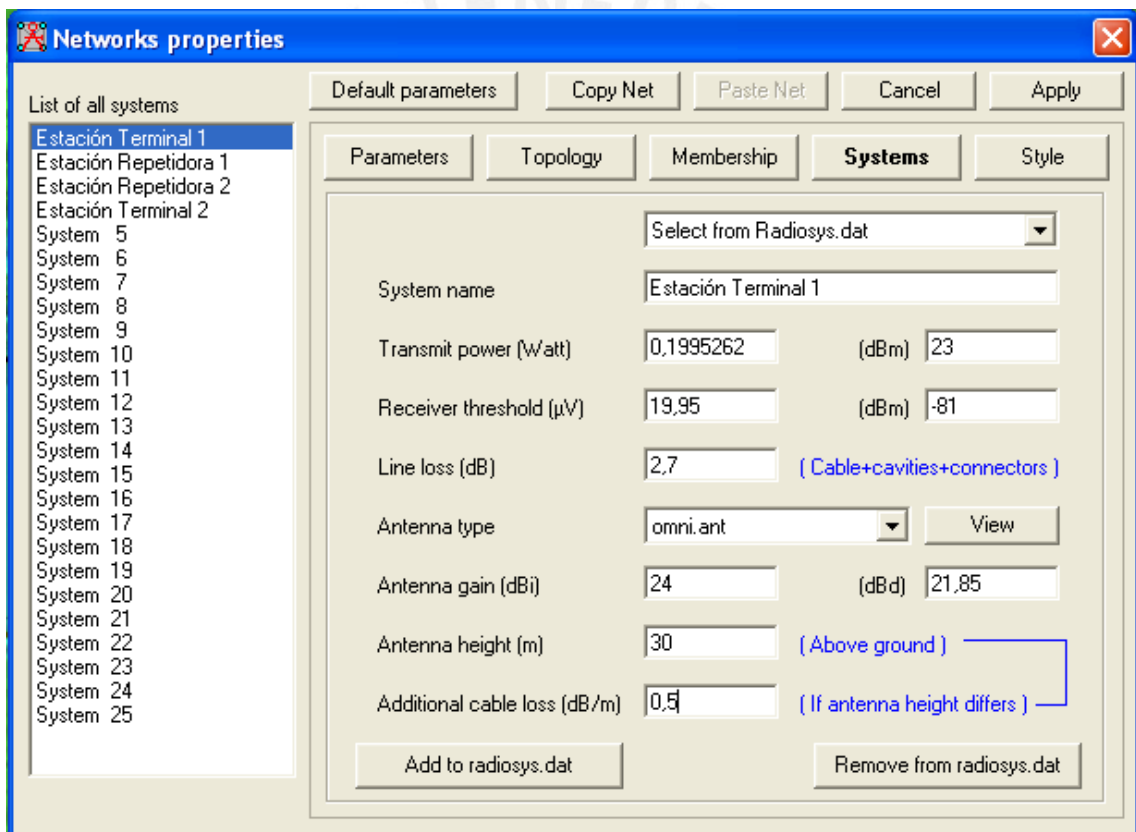 Networks properties
Default parameters Copy Net Paste Net Cancel Apply
List of all systems
Estación Terminal 1
Estación Repetidora 1
Estación Repetidora 2
Estación Terminal 2
System 5
System 6
System 7
System 8
System 9
System 10
System 11
System 12
System 13
System 14
System 15
System 16
System 17
System 18
System 19
System 20
System 21
System 22
System 23
System 24
System 25
Parameters Topology Membership Systems Style
Select from Radiosys.dat
System name Estación Terminal 1
Transmit power (Watt) 0,1995262 (dBm) 23
Receiver threshold (µV) 19,95 (dBm) -81
Line loss (dB) 2,7 ( Cable+cavities+connectors )
Antenna type omni.ant View
Antenna gain (dBi) 24 (dBd) 21,85
Antenna height (m) 30 ( Above ground )
Additional cable loss (dB/m) 0,5 ( If antenna height differs )
Add to radiosys.dat Remove from radiosys.dat